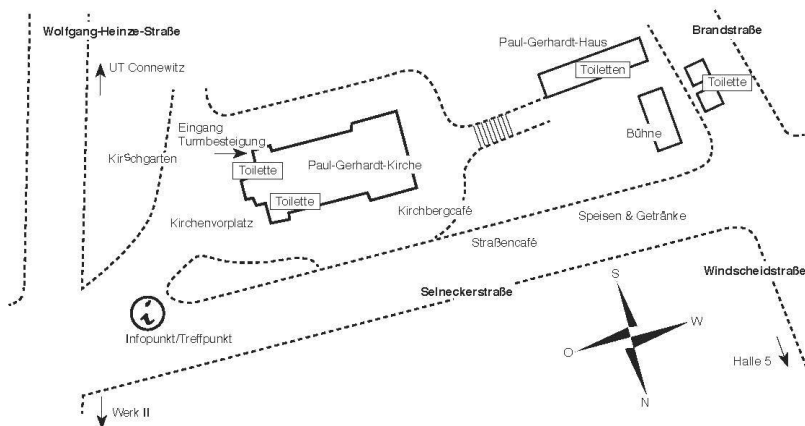 Wolfgang-Heinze-Straße
UT Connewitz
Paul-Gerhardt-Haus
Toiletten
Brandstraße
Toilette
Bühne
Eingang
Turmbesteigung
Kirschgarten
Toilette
Paul-Gerhardt-Kirche
Toilette
Kirchenvorplatz
Kirchbergcafé
Speisen & Getränke
Straßencafé
Windscheidstraße
Selneckerstraße
S
W
O
N
Infopunkt/Treffpunkt
Halle 5
Werk II